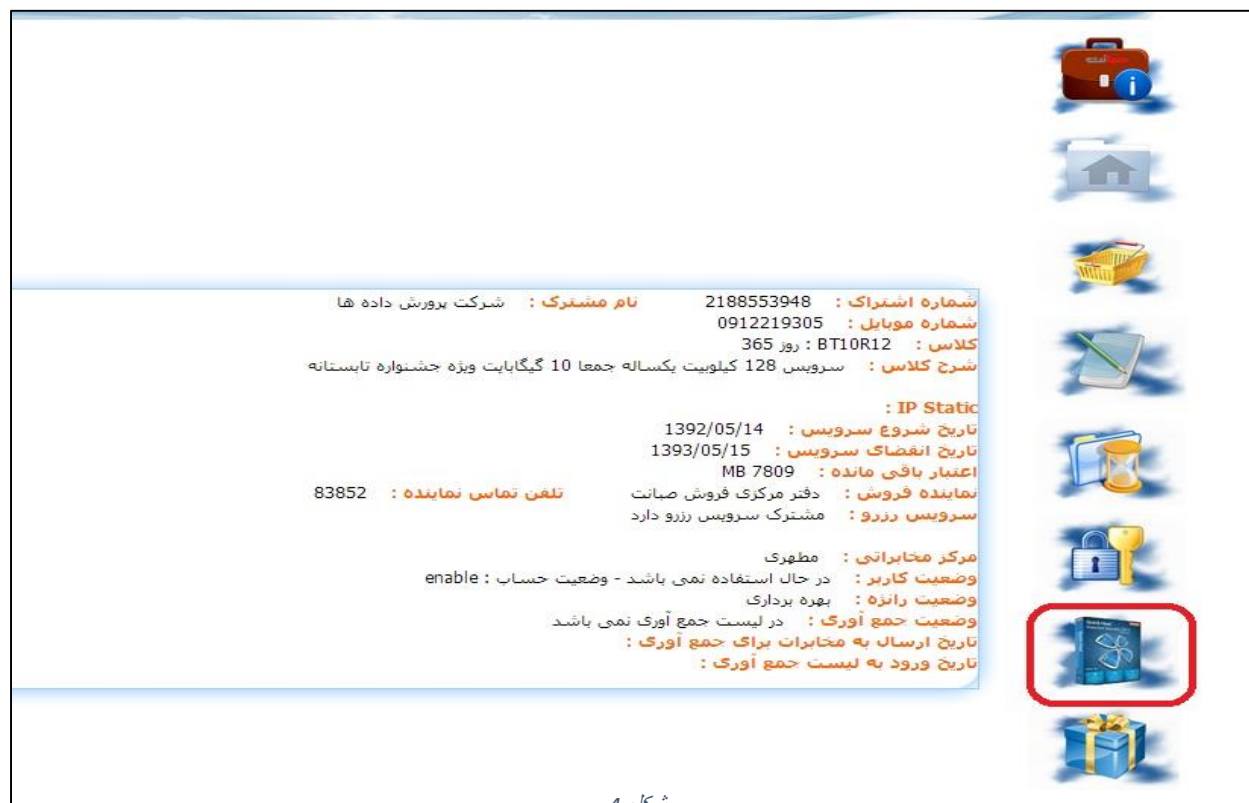 شماره اشتراک : 2188553948 نام مشترک : شرکت پرورش داده ها
شماره موبایل : 0912219305
کلاس : BT10R12 : روز 365
شرح کلاس : سرویس 128 کیلوبیت یکساله جمعا 10 گیگابایت ویژه جشنواره تابستانه
IP Static :
تاریخ شروع سرویس : 1392/05/14
تاریخ انقضای سرویس : 1393/05/15
اعتبار باقی مانده : MB 7809
نماینده فروش : دفتر مرکزی فروش صبانت تلفن تماس نماینده : 83852
سرویس رزرو : مشترک سرویس رزرو دارد
مرکز مخابراتی : مطهری
وضعیت کاربر : در حال استفاده نمی باشد - وضعیت حساب : enable
وضعیت رانژه : بهره برداری
وضعیت جمع آوری : در لیست جمع آوری نمی باشد
تاریخ ارسال به مخابرات برای جمع آوری :
تاریخ ورود به لیست جمع آوری :
Quick Heal
شکل 4